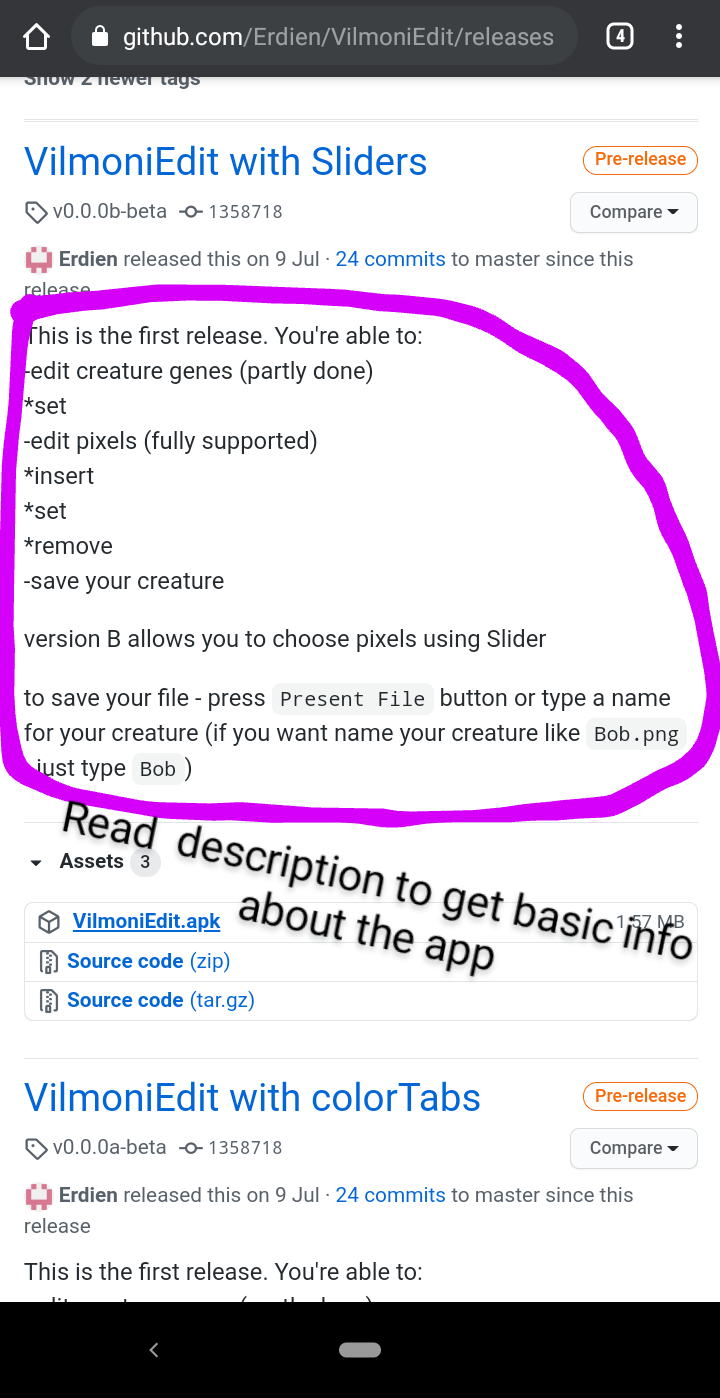 github.com/Erdien/VilmoniEdit/releases
4
Show 2 newer tags
VilmoniEdit with Sliders
Pre-release
v0.0.0b-beta 1358718
Compare
Erdien released this on 9 Jul · 24 commits to master since this
release
This is the first release. You're able to:
-edit creature genes (partly done)
*set
-edit pixels (fully supported)
*insert
*set
*remove
-save your creature
version B allows you to choose pixels using Slider
to save your file - press Present File button or type a name
for your creature (if you want name your creature like Bob.png
just type Bob )
Read description to get basic info
about the app
Assets 3
VilmoniEdit.apk
1.57 MB
Source code (zip)
Source code (tar.gz)
VilmoniEdit with colorTabs
Pre-release
v0.0.0a-beta 1358718
Compare
Erdien released this on 9 Jul · 24 commits to master since this
release
This is the first release. You're able to: